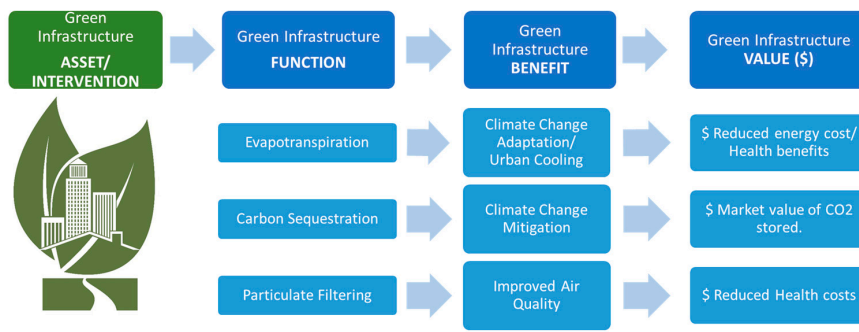 Green
Infrastructure
ASSET/
INTERVENTION
Green Infrastructure
FUNCTION
Green
Infrastructure
BENEFIT
Green Infrastructure
VALUE ($)
Evapotranspiration
Climate Change
Adaptation/
Urban Cooling
$ Reduced energy cost/
Health benefits
Carbon Sequestration
Climate Change
Mitigation
$ Market value of CO2
stored.
Particulate Filtering
Improved Air
Quality
$ Reduced Health costs